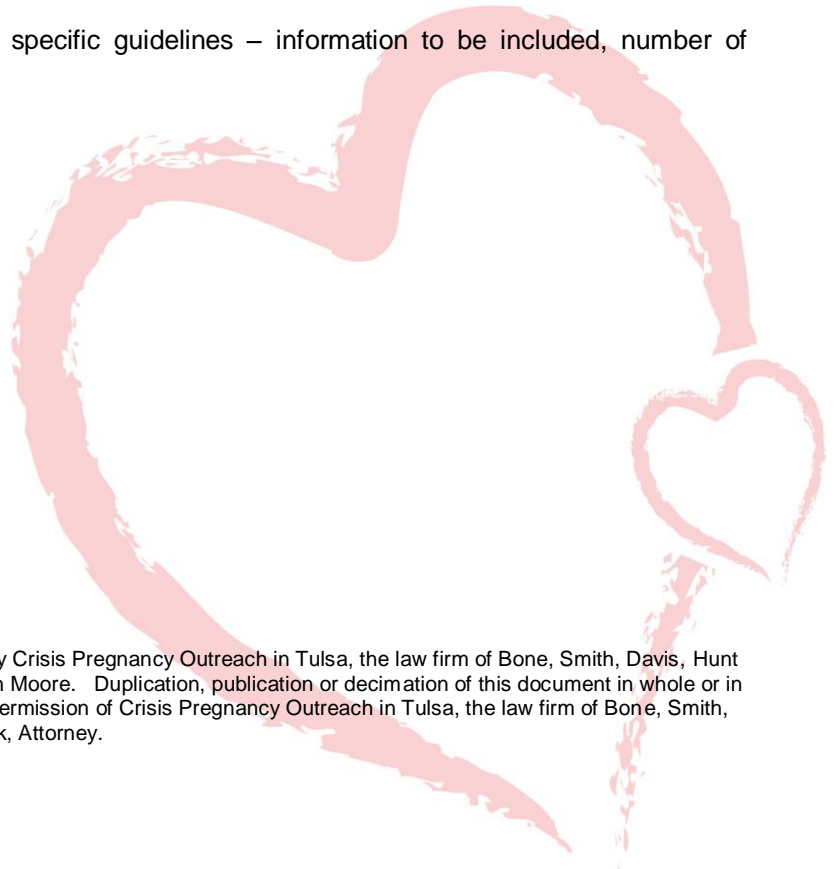 specific guidelines – information to be included, number of
y Crisis Pregnancy Outreach in Tulsa, the law firm of Bone, Smith, Davis, Hunt
n Moore. Duplication, publication or decimation of this document in whole or in
ermission of Crisis Pregnancy Outreach in Tulsa, the law firm of Bone, Smith,
k, Attorney.